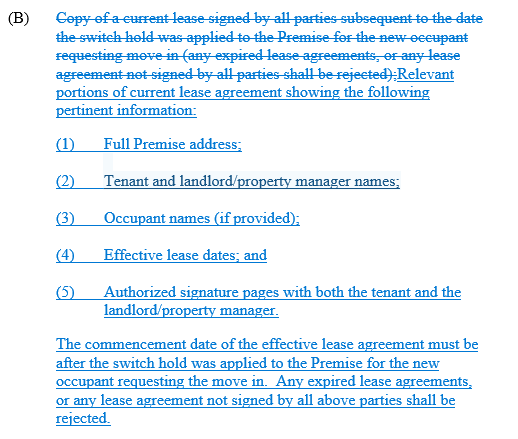 (B) Copy of a current lease signed by all parties subsequent to the date
the switch hold was applied to the Premise for the new occupant
requesting move in (any expired lease agreements, or any lease
agreement not signed by all parties shall be rejected);Relevant
portions of current lease agreement showing the following
pertinent information:
(1) Full Premise address;
(2) Tenant and landlord/property manager names;
(3) Occupant names (if provided);
(4) Effective lease dates; and
(5) Authorized signature pages with both the tenant and the
landlord/property manager.
The commencement date of the effective lease agreement must be
after the switch hold was applied to the Premise for the new
occupant requesting the move in.  Any expired lease agreements,
or any lease agreement not signed by all above parties shall be
rejected.